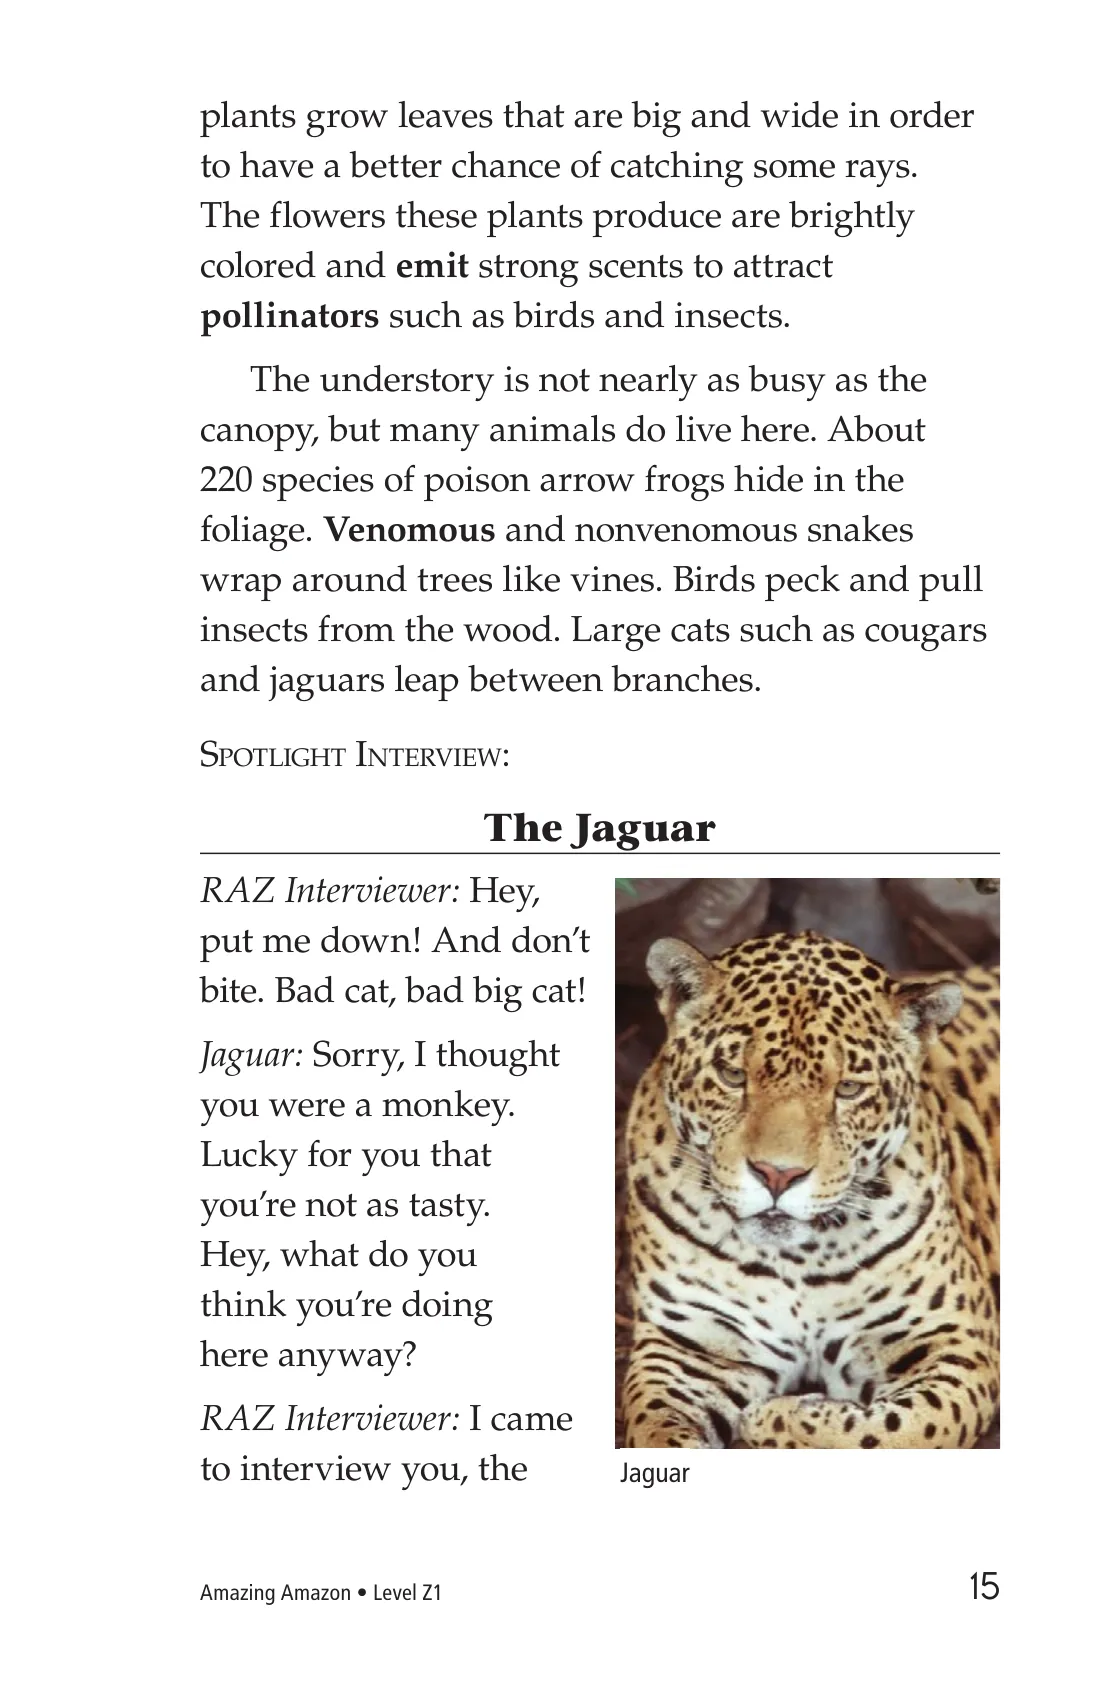 plants grow leaves that are big and wide in order
to have a better chance of catching some rays.
The flowers these plants produce are brightly
colored and emit strong scents to attract
pollinators such as birds and insects.
The understory is not nearly as busy as the
canopy, but many animals do live here. About
220 species of poison arrow frogs hide in the
foliage. Venomous and nonvenomous snakes
wrap around trees like vines. Birds peck and pull
insects from the wood. Large cats such as cougars
and jaguars leap between branches.
Spotlight Interview:
The Jaguar
RAZ Interviewer: Hey,
put me down! And don’t
bite. Bad cat, bad big cat!
Jaguar: Sorry, I thought
you were a monkey.
Lucky for you that
you’re not as tasty.
Hey, what do you
think you’re doing
here anyway?
RAZ Interviewer: I came
to interview you, the
Jaguar
Amazing Amazon • Level Z1
15